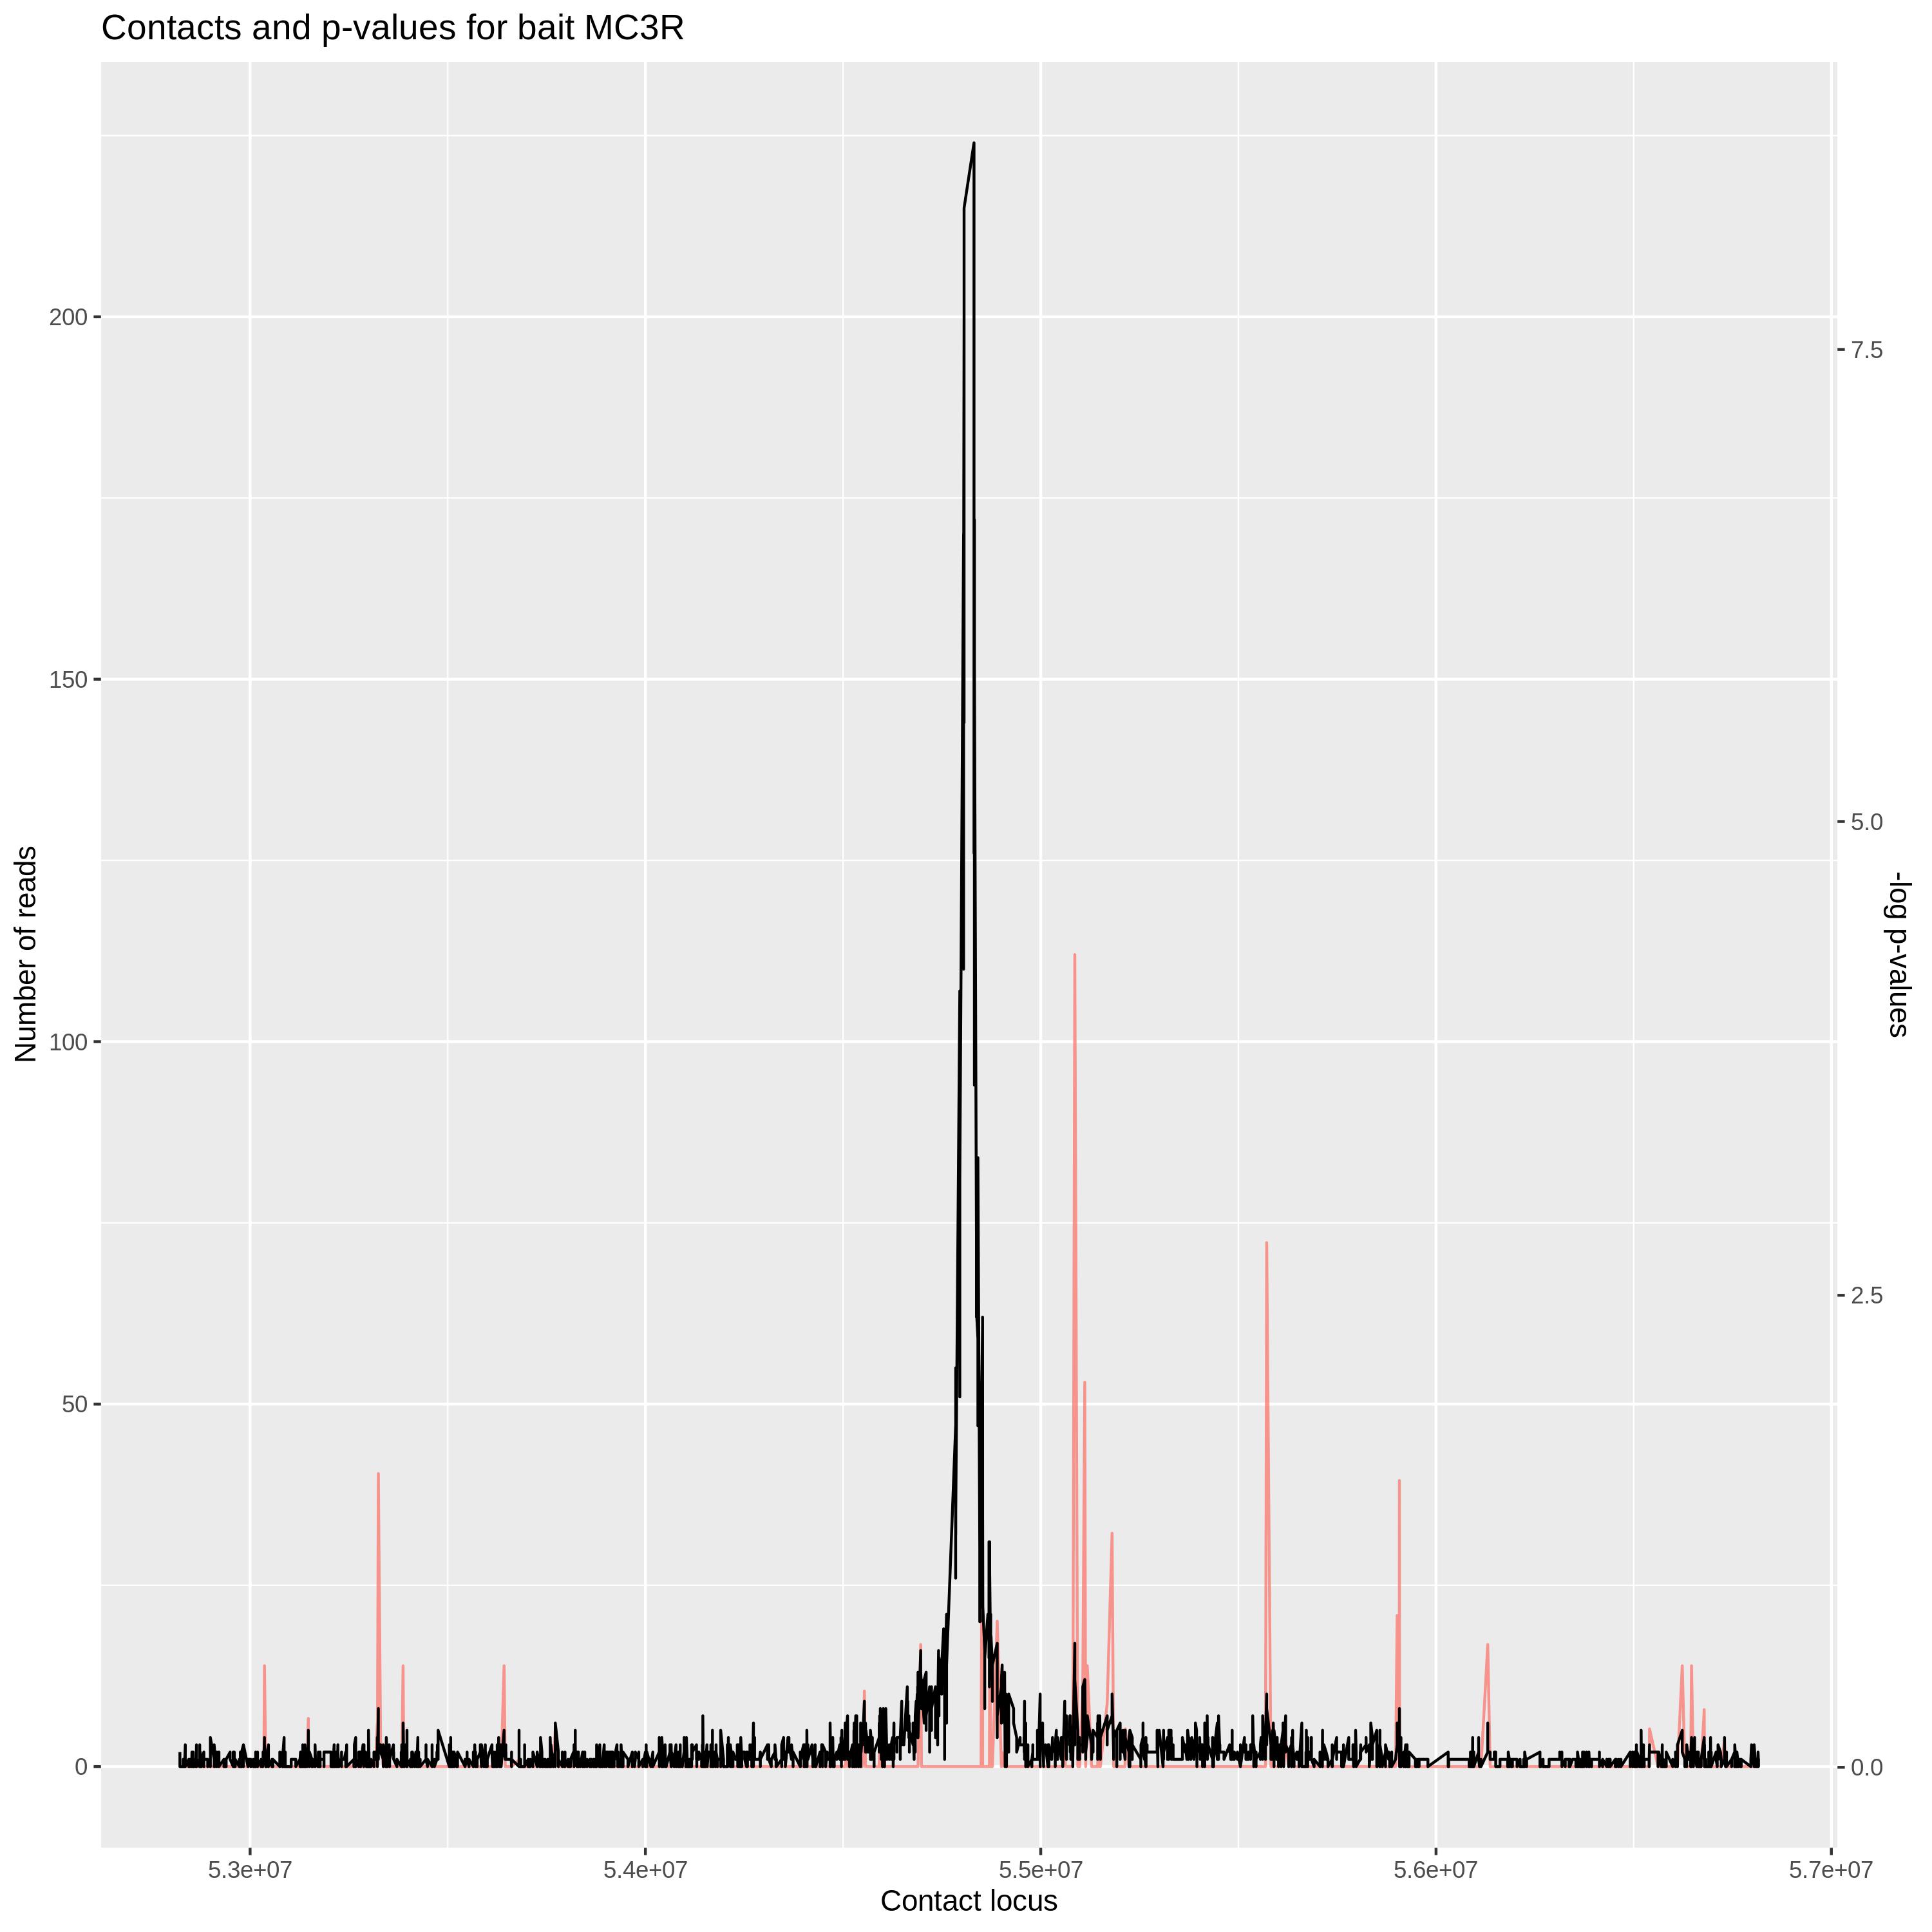 Contacts and p-values for bait MC3R
200
150
100
50
0
Number of reads
7.5
5.0
2.5
0.0
-log p-values
5.3e+07
5.4e+07
5.5e+07
5.6e+07
5.7e+07
Contact locus